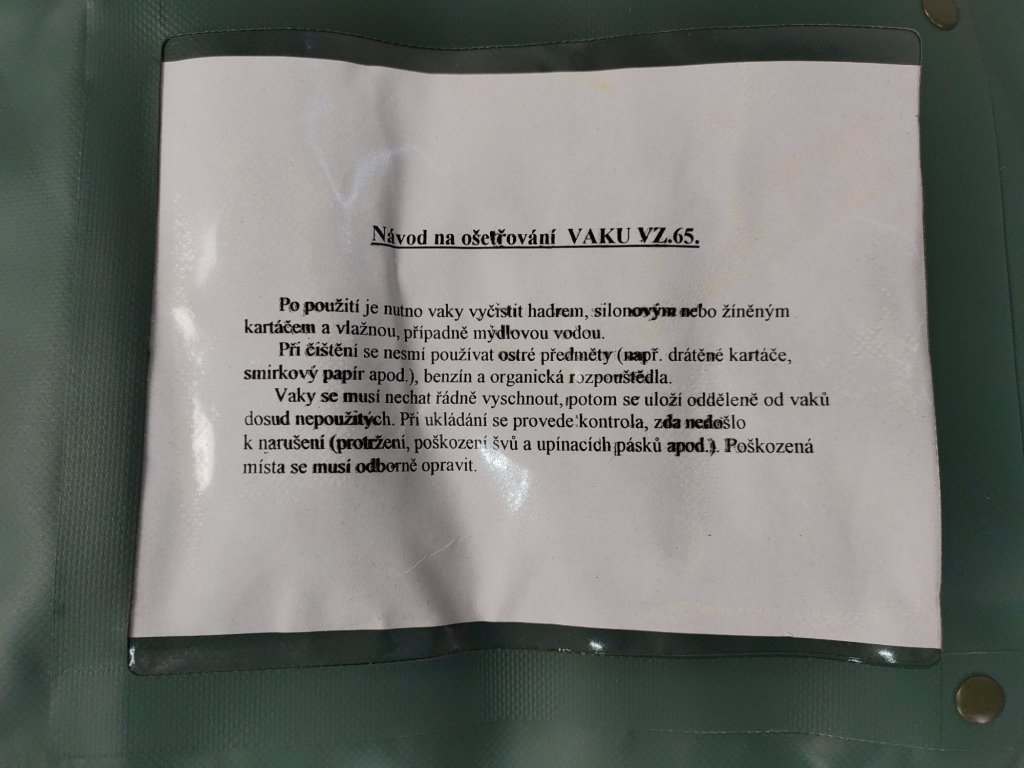 Návod na ošetřování VAKU VZ.65.
Po použití je nutno vaky vyčistit hadrem, silonovým nebo žíněným
kartáčem a vlažnou, případně mýdlovou vodou.
Při čištění se nesmí používat ostré předměty (např. drátěné kartáče,
smirkový papír apod.), benzín a organická rozpouštědla.
Vaky se musí nechat řádně vyschnout, potom se uloží odděleně od vaků
dosud nepoužitých. Při ukládání se provede kontrola, zda nedošlo
k narušení (protržení, poškození švů a upínacích pásků apod.). Poškozená
místa se musí odborně opravit.